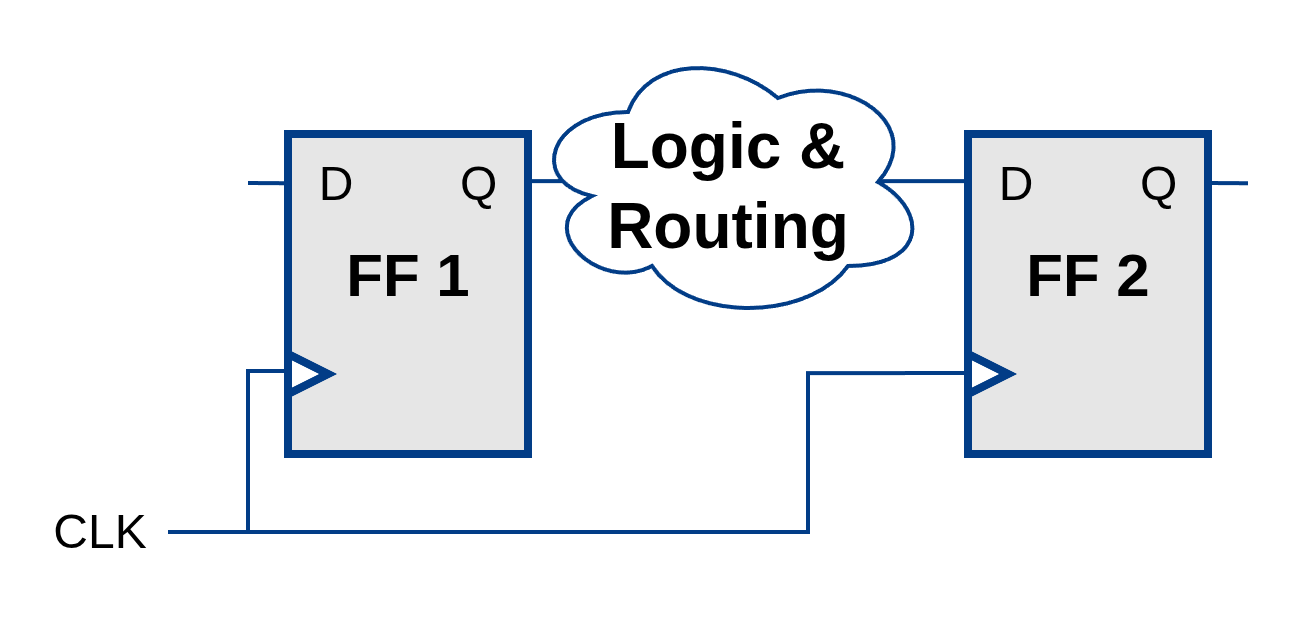 Logic &
Routing
D Q
FF 1
D Q
FF 2
CLK